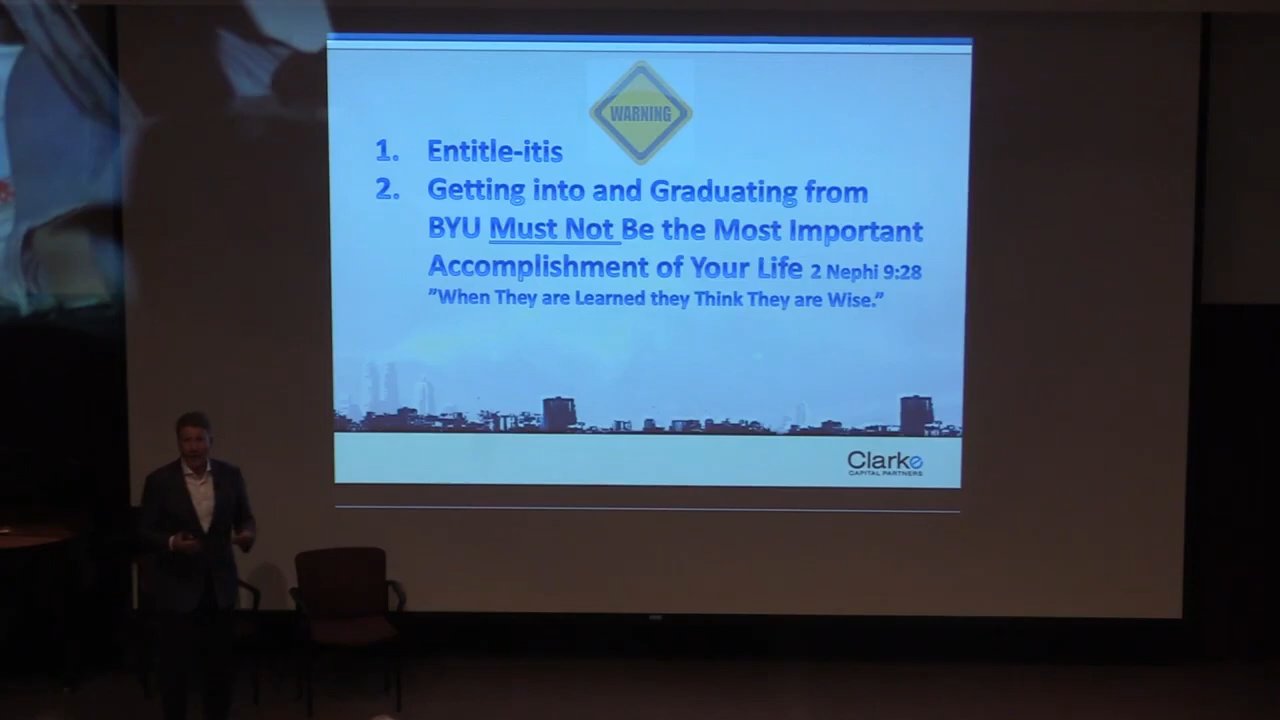 WARNING
1. Entitle-itis
2. Getting into and Graduating from
BYU Must Not Be the Most Important
Accomplishment of Your Life 2 Nephi 9:28
”When They are Learned they Think They are Wise.”
Clarke
CAPITAL PARTNERS